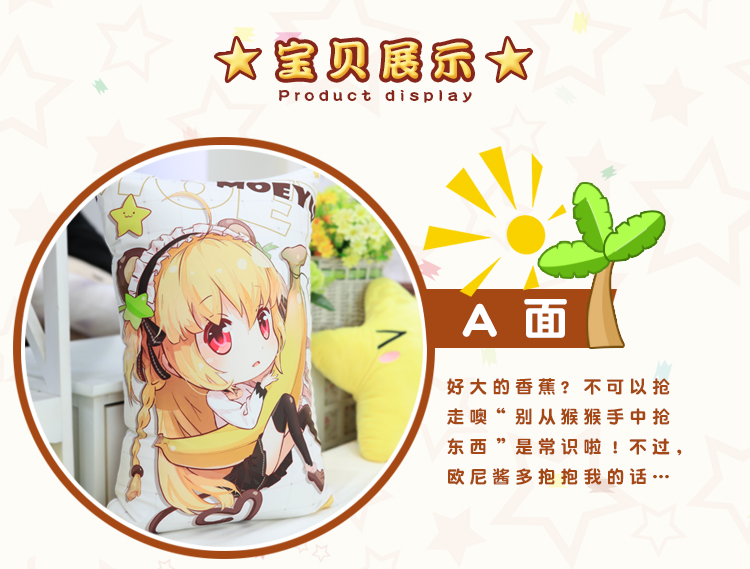 宝贝展示
Product display
MOEYU
A 面
好大的香蕉？不可以抢
走噢“别从猴猴手中抢
东西”是常识啦！不过，
欧尼酱多抱抱我的话…